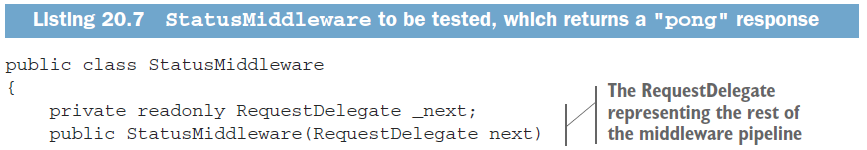 Listing 20.7 StatusMiddleware to be tested, which returns a "pong" response
public class StatusMiddleware
{
    private readonly RequestDelegate _next;
    public StatusMiddleware(RequestDelegate next)
The RequestDelegate
representing the rest of
the middleware pipeline